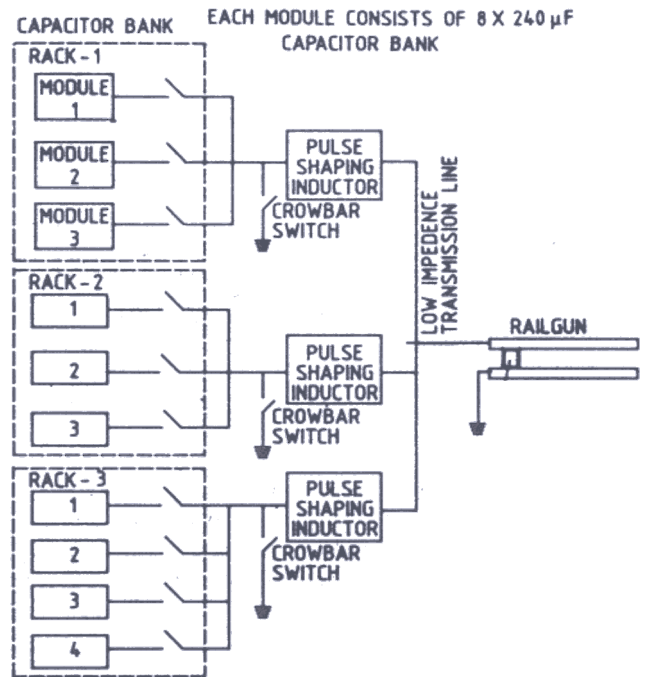 EACH MODULE CONSISTS OF 8 X 240 µF
CAPACITOR BANK
CAPACITOR BANK
RACK-1
MODULE
1
MODULE
2
MODULE
3
PULSE
SHAPING
INDUCTOR
CROWBAR
SWITCH
RACK-2
1
2
3
PULSE
SHAPING
INDUCTOR
CROWBAR
SWITCH
RACK-3
1
2
3
4
PULSE
SHAPING
INDUCTOR
CROWBAR
SWITCH
LOW IMPEDENCE
TRANSMISSION LINE
RAILGUN